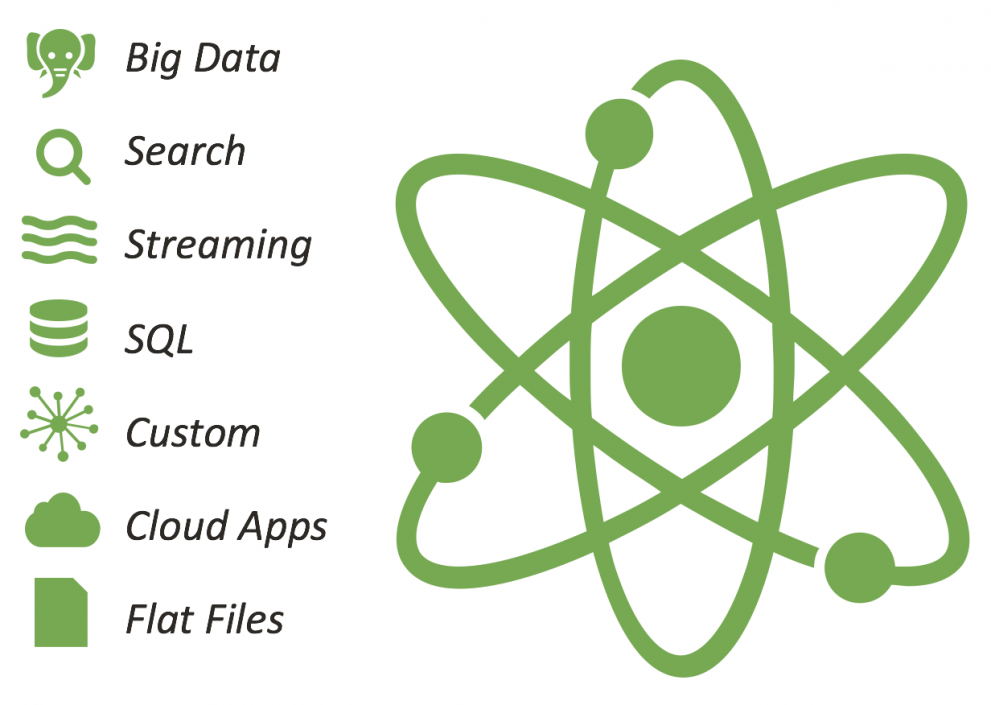 Big Data
Search
Streaming
SQL
Custom
Cloud Apps
Flat Files